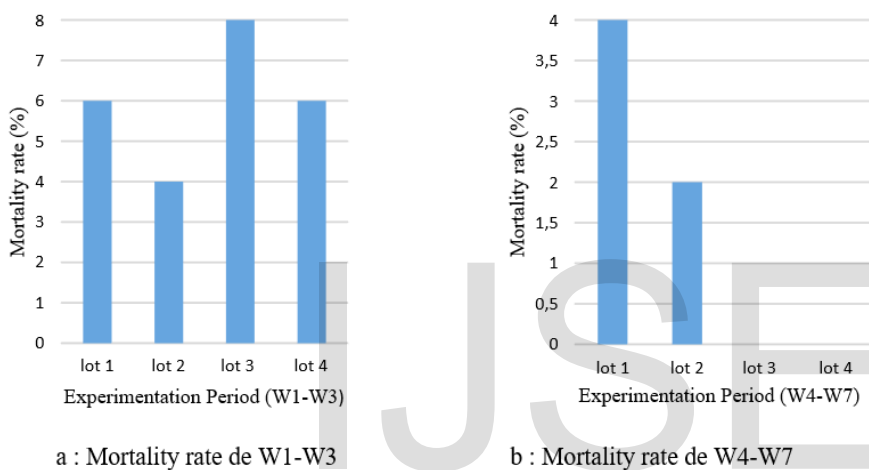 8
7
6
5
4
3
2
1
0
Mortality rate (%)
lot 1 lot 2 lot 3 lot 4
Experimentation Period (W1-W3)
a : Mortality rate de W1-W3
4
3,5
3
2,5
2
1,5
1
0,5
0
Mortality rate (%)
lot 1 lot 2 lot 3 lot 4
Experimentation Period (W4-W7)
b : Mortality rate de W4-W7
IJSE